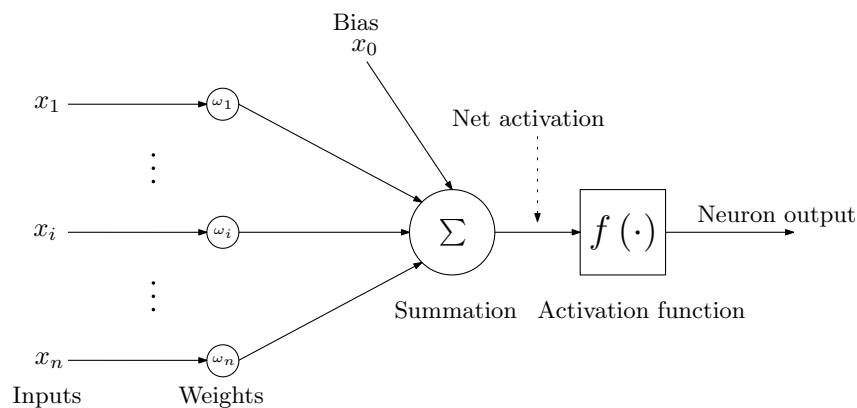 Bias
x₀
x₁
ω₁
Net activation
⋮
xᵢ
ωᵢ
Σ
f (·)
Neuron output
⋮
Summation
Activation function
xₙ
ωₙ
Inputs
Weights